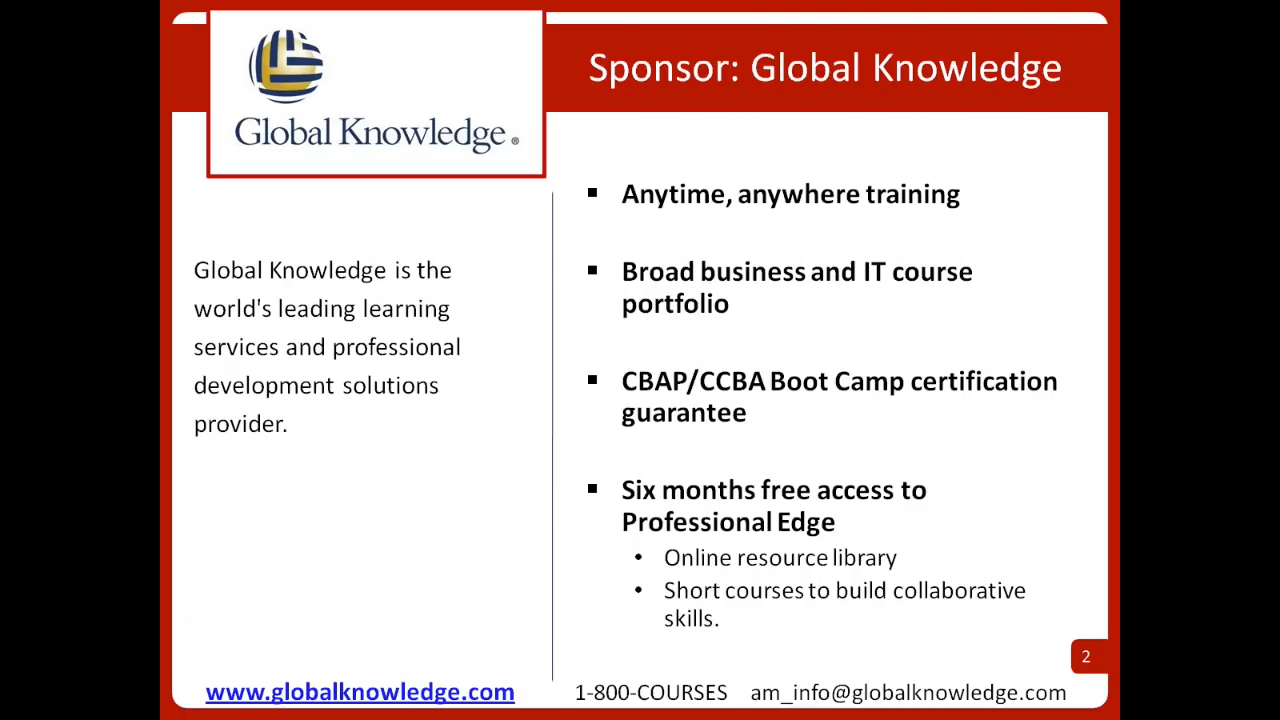 Sponsor: Global Knowledge
Global Knowledge®
Global Knowledge is the
world's leading learning
services and professional
development solutions
provider.
▪ Anytime, anywhere training
▪ Broad business and IT course
portfolio
▪ CBAP/CCBA Boot Camp certification
guarantee
▪ Six months free access to
Professional Edge
• Online resource library
• Short courses to build collaborative
skills.
2
www.globalknowledge.com
1-800-COURSES am_info@globalknowledge.com